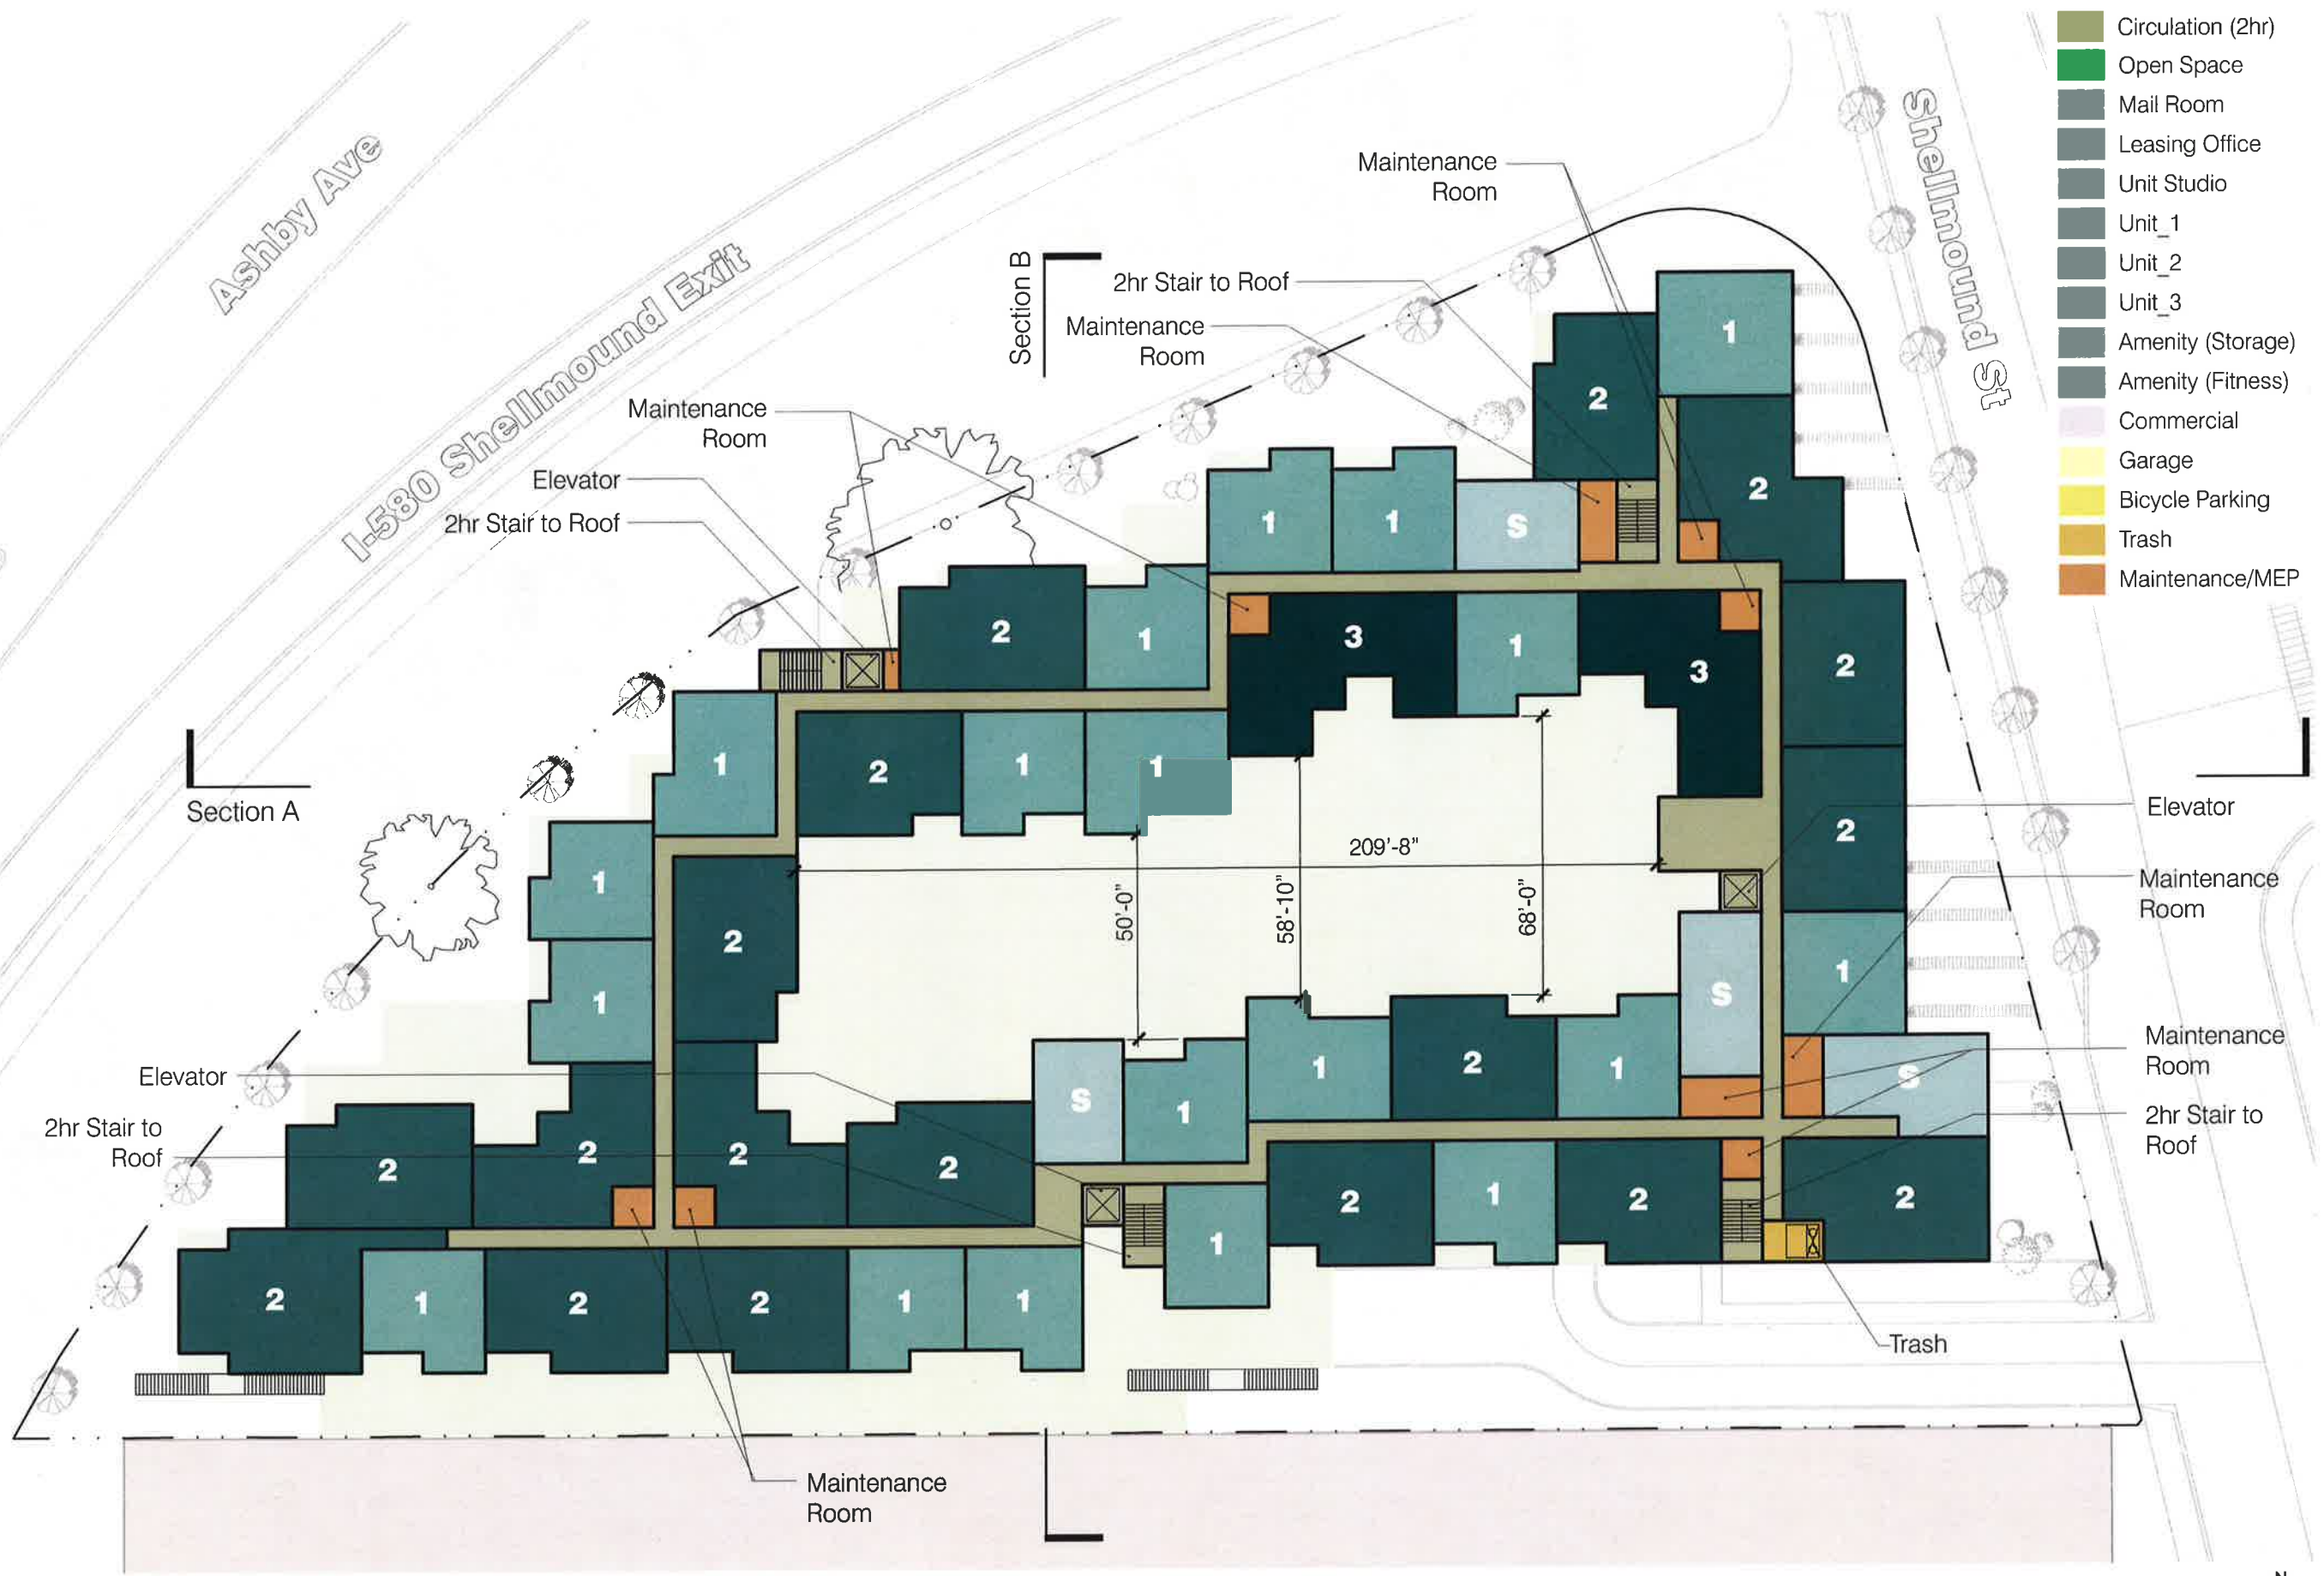 Circulation (2hr)
Open Space
Mail Room
Leasing Office
Unit Studio
Unit_1
Unit_2
Unit_3
Amenity (Storage)
Amenity (Fitness)
Commercial
Garage
Bicycle Parking
Trash
Maintenance/MEP
Ashby Ave
I-580 Shellmound Exit
Shellmound St
Maintenance
Room
Section B
2hr Stair to Roof
Maintenance
Room
1
2
Maintenance
Room
Elevator
2hr Stair to Roof
2
1
1
S
2
1
3
1
3
2
1
2
1
1
Section A
209'-8"
2
Elevator
1
2
50'-0"
58'-10"
68'-0"
Maintenance
Room
1
S
1
Elevator
2hr Stair to
Roof
S
1
1
2
1
S
Maintenance
Room
2hr Stair to
Roof
2
2
2
2
2
1
2
2
1
2
1
2
2
1
1
Trash
Maintenance
Room
N